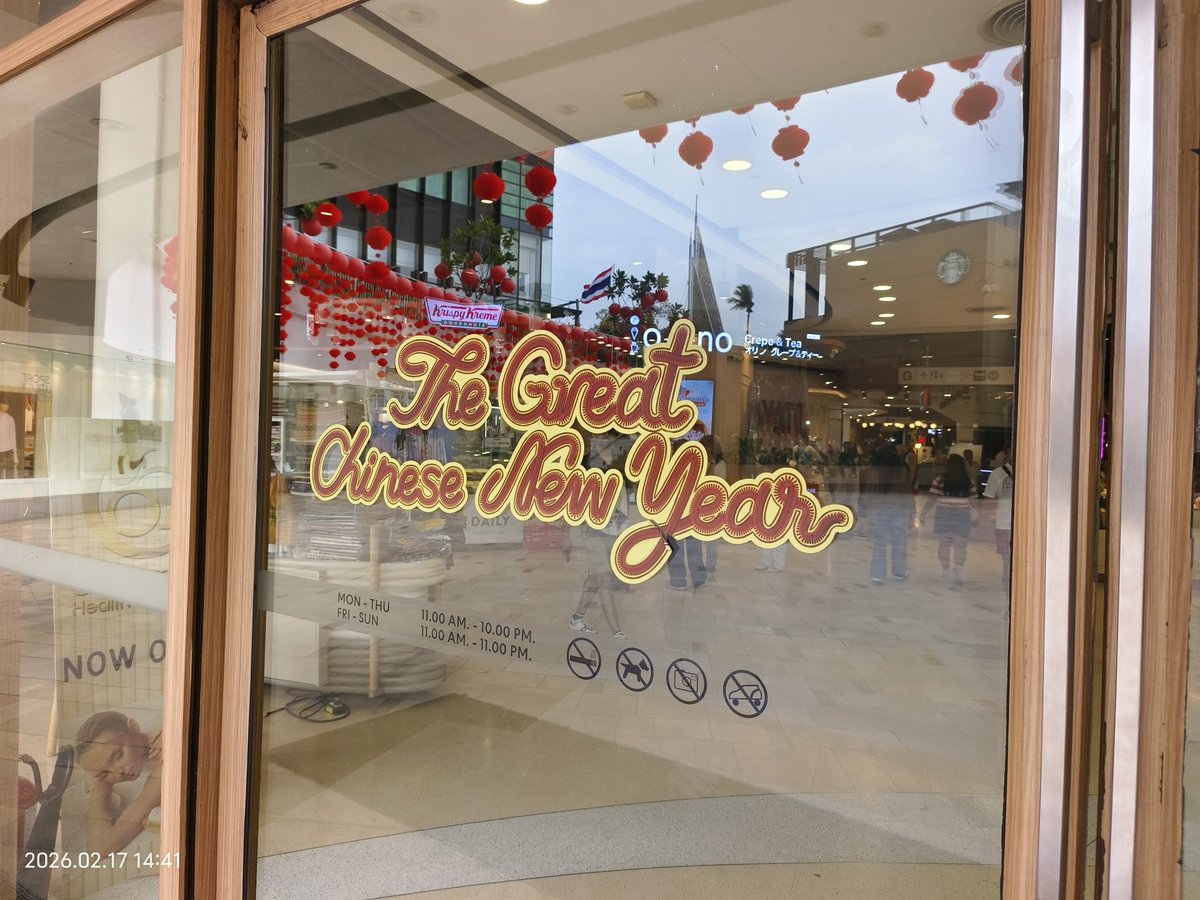 Krispy Kreme
DOUGHNUTS
Crepe & Tea
オリノ クレープ&ティー
The Great
Chinese New Year
DAILY
MON - THU 11.00 AM. - 10.00 PM.
FRI - SUN 11.00 AM. - 11.00 PM.
NOW O
2026.02.17 14:41